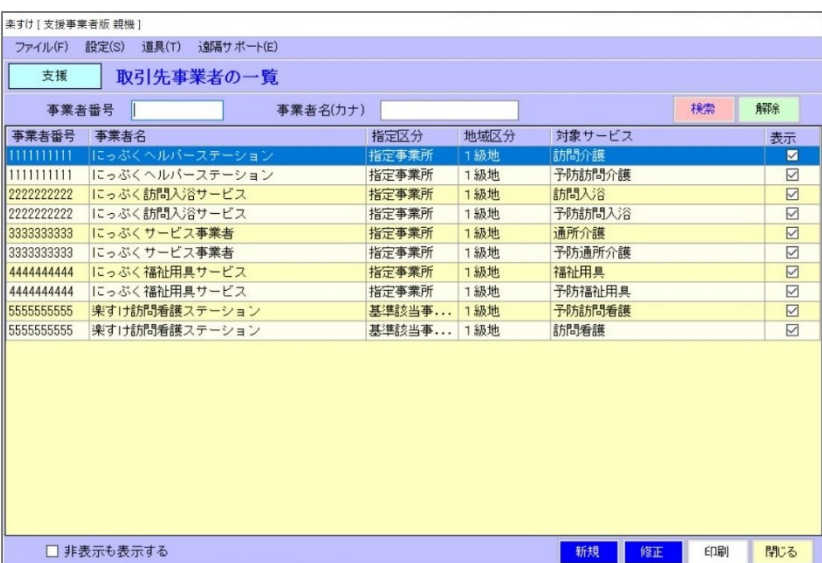 楽すけ [ 支援事業者版 親機 ]
ファイル(F) 設定(S) 道具(T) 遠隔サポート(E)
支援 取引先事業者の一覧
事業者番号 事業者名(カナ) 検索 解除
事業者番号 事業者名 指定区分 地域区分 対象サービス 表示
1111111111 にっぷくヘルパーステーション 指定事業所 1級地 訪問介護
1111111111 にっぷくヘルパーステーション 指定事業所 1級地 予防訪問介護
2222222222 にっぷく訪問入浴サービス 指定事業所 1級地 訪問入浴
2222222222 にっぷく訪問入浴サービス 指定事業所 1級地 予防訪問入浴
3333333333 にっぷくサービス事業者 指定事業所 1級地 通所介護
3333333333 にっぷくサービス事業者 指定事業所 1級地 予防通所介護
4444444444 にっぷく福祉用具サービス 指定事業所 1級地 福祉用具
4444444444 にっぷく福祉用具サービス 指定事業所 1級地 予防福祉用具
5555555555 楽すけ訪問看護ステーション 基準該当事... 1級地 予防訪問看護
5555555555 楽すけ訪問看護ステーション 基準該当事... 1級地 訪問看護
非表示も表示する 新規 修正 印刷 閉じる